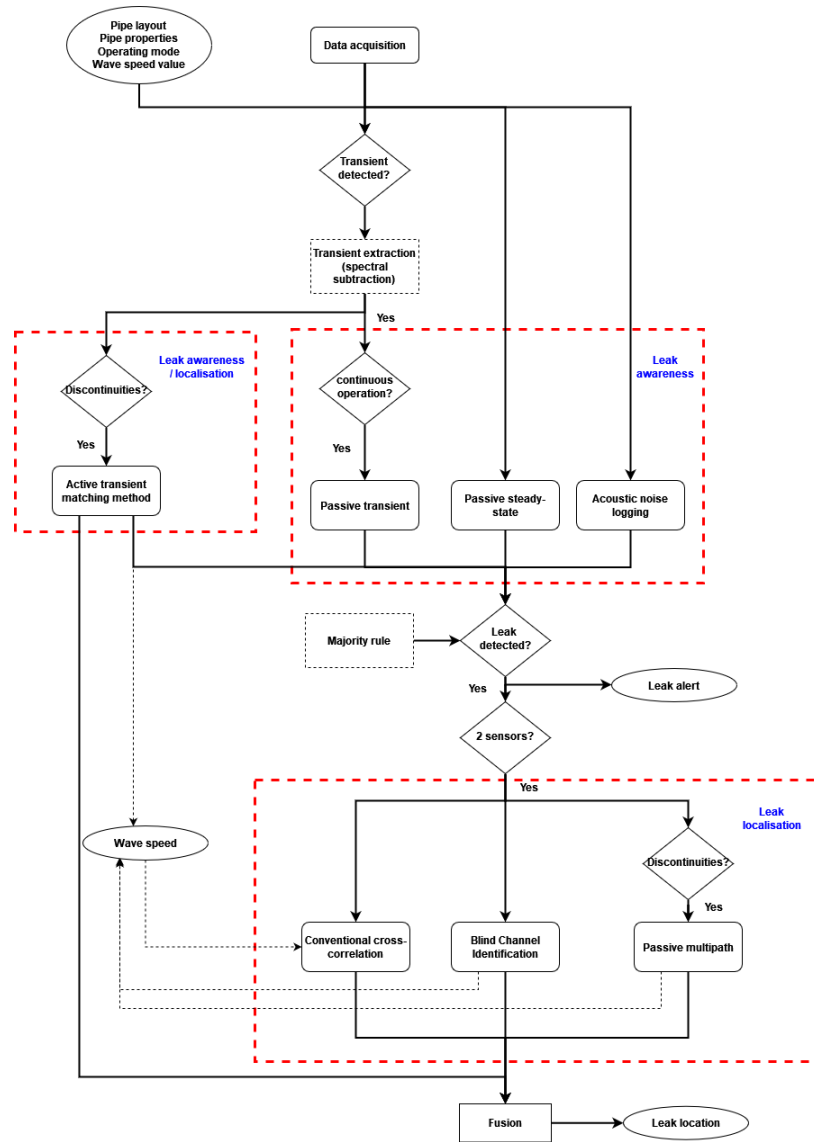 Pipe layout
Pipe properties
Operating mode
Wave speed value
Data acquisition
Transient
detected?
Transient extraction
(spectral
subtraction)
Yes
Leak awareness
/ localisation
Discontinuities?
Yes
Active transient
matching method
Leak
awareness
continuous
operation?
Yes
Passive transient
Passive steady-
state
Acoustic noise
logging
Majority rule
Leak
detected?
Yes
Leak alert
2 sensors?
Yes
Leak
localisation
Wave speed
Discontinuities?
Yes
Conventional cross-
correlation
Blind Channel
Identification
Passive multipath
Fusion
Leak location